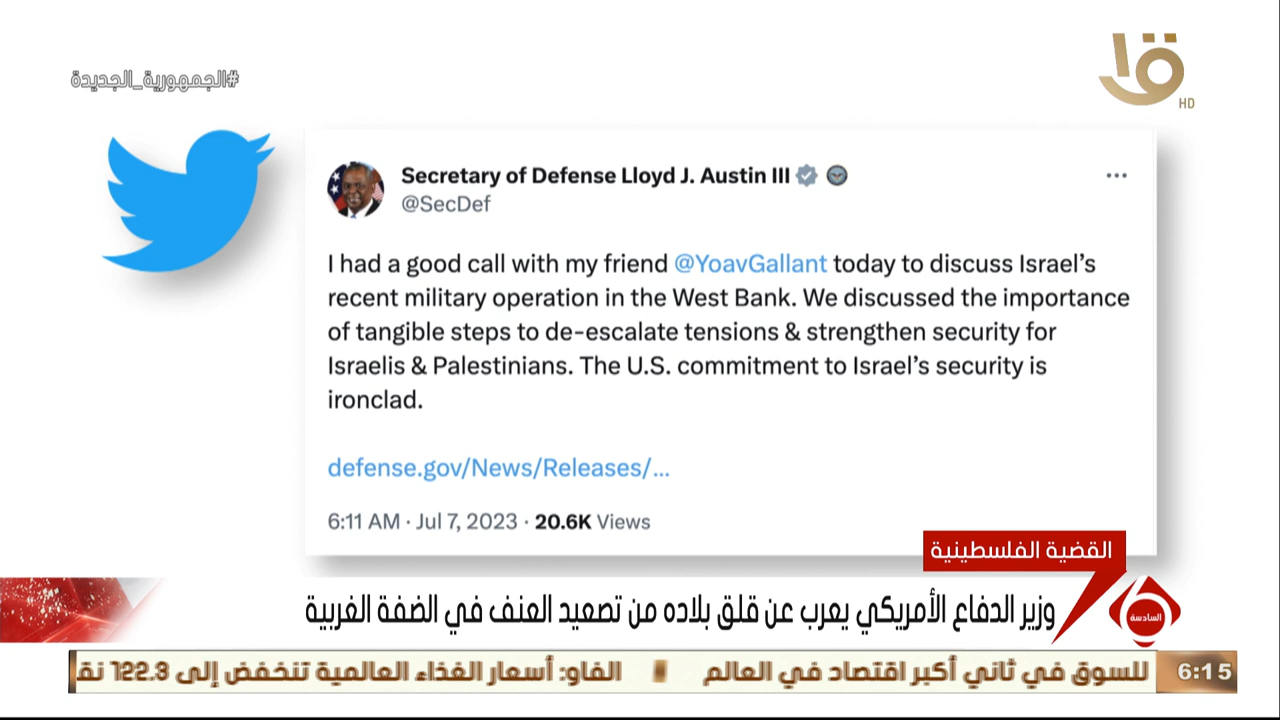 #الجمهورية_الجديدة
HD
Secretary of Defense Lloyd J. Austin III
@SecDef
I had a good call with my friend @YoavGallant today to discuss Israel's
recent military operation in the West Bank. We discussed the importance
of tangible steps to de-escalate tensions & strengthen security for
Israelis & Palestinians. The U.S. commitment to Israel's security is
ironclad.
defense.gov/News/Releases/...
6:11 AM · Jul 7, 2023 · 20.6K Views
القضية الفلسطينية
السادسة
وزير الدفاع الأمريكي يعرب عن قلق بلاده من تصعيد العنف في الضفة الغربية
6:15
للسوق في ثاني أكبر اقتصاد في العالم
الفاو: أسعار الغذاء العالمية تنخفض إلى 122.3 نق